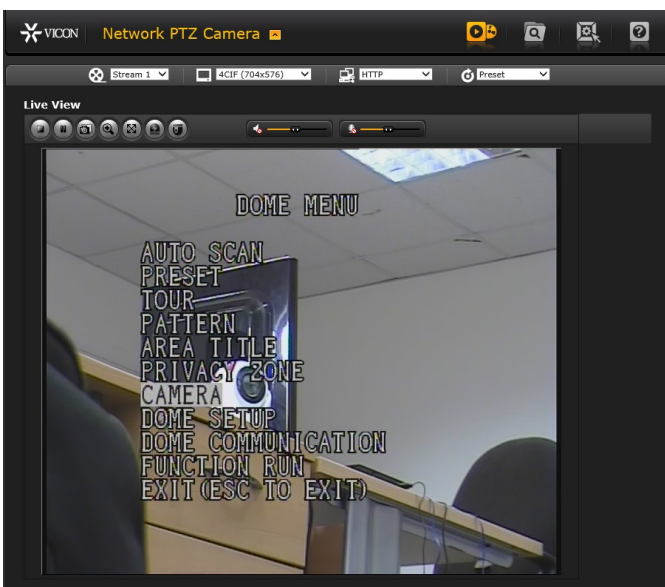 VICON Network PTZ Camera
Stream 1 4CIF (704x576) HTTP Preset
Live View
DOME MENU
AUTO SCAN
PRESET
TOUR
PATTERN
AREA TITLE
PRIVACY ZONE
CAMERA
DOME SETUP
DOME COMMUNICATION
FUNCTION RUN
EXIT(ESC TO EXIT)